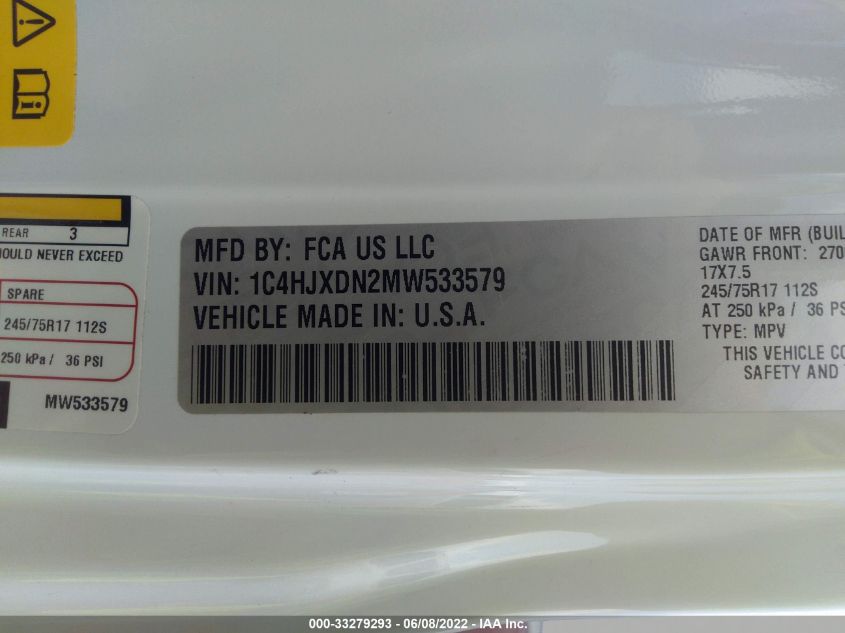 REAR 3
OULD NEVER EXCEED
SPARE
245/75R17 112S
250 kPa / 36 PSI
MW533579
MFD BY: FCA US LLC
VIN: 1C4HJXDN2MW533579
VEHICLE MADE IN: U.S.A.
DATE OF MFR (BUIL
GAWR FRONT: 270
17X7.5
245/75R17 112S
AT 250 kPa / 36 PS
TYPE: MPV
THIS VEHICLE CO
SAFETY AND
000-33279293 - 06/08/2022 - IAA Inc.